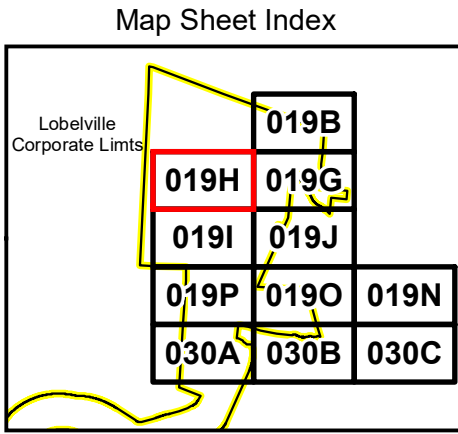 Map Sheet Index
Lobelville
Corporate Limts
019B
019H 019G
019I 019J
019P 019O 019N
030A 030B 030C